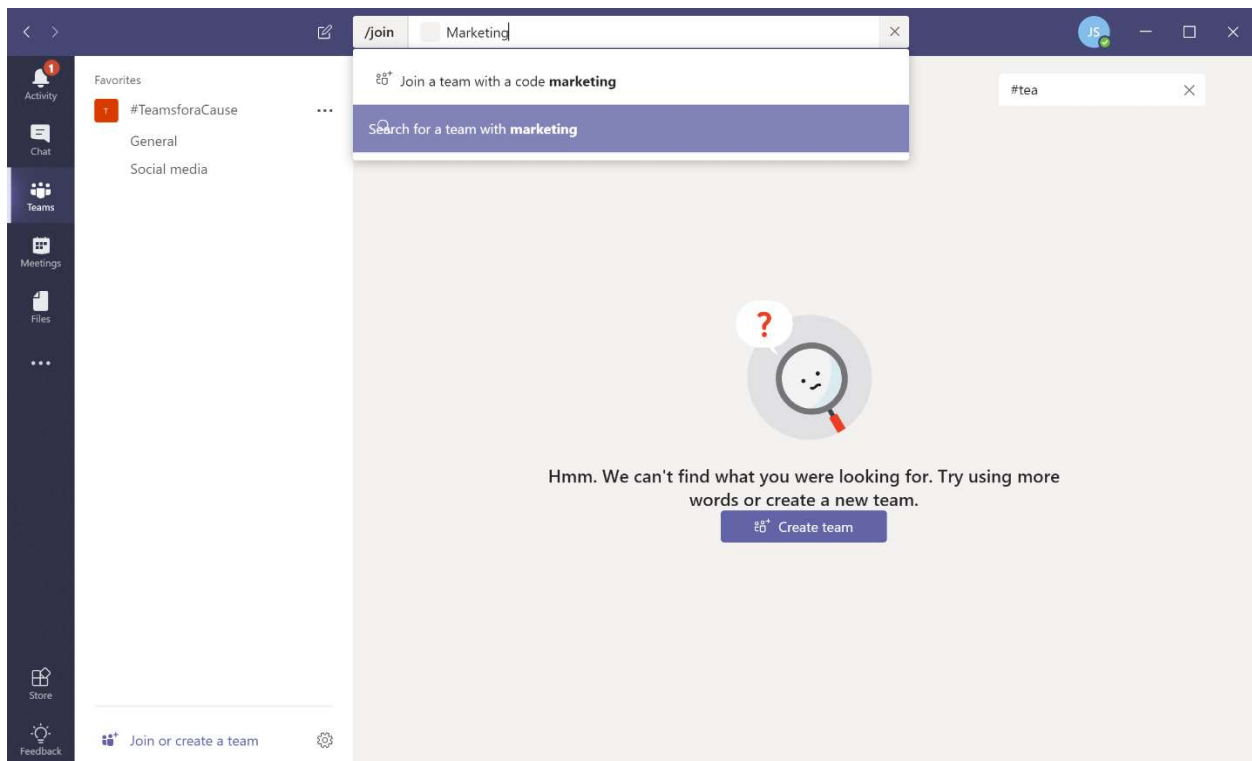 /join Marketing
JS
1
Activity
Chat
Teams
Meetings
Files
Store
Feedback
Favorites
T #TeamsforaCause
General
Social media
Join or create a team
Join a team with a code marketing
Search for a team with marketing
#tea
?
Hmm. We can't find what you were looking for. Try using more
words or create a new team.
Create team